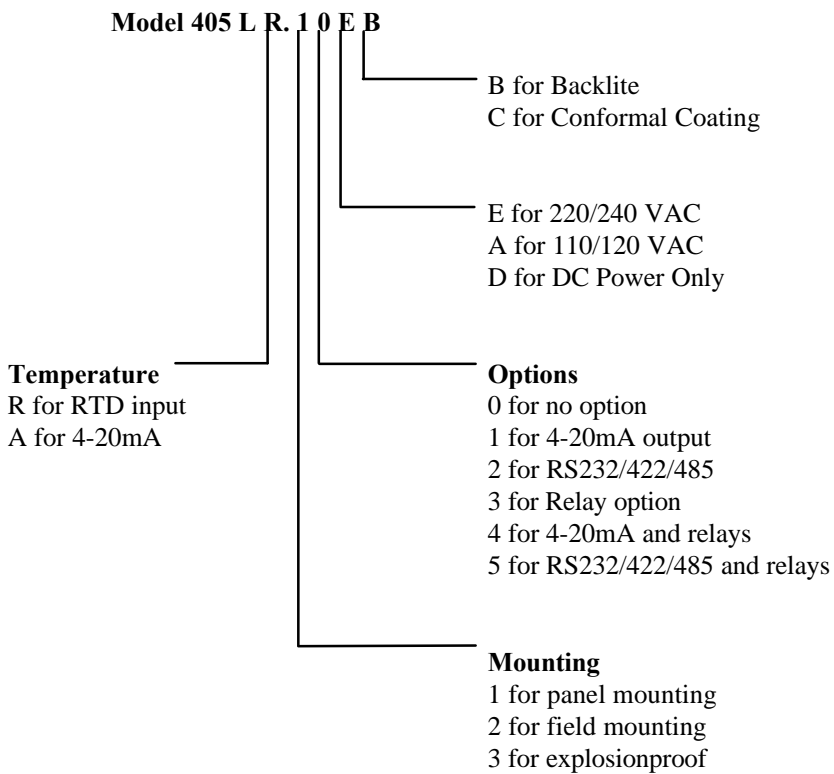 Model 405 L R. 1 0 E B
B for Backlite
C for Conformal Coating
E for 220/240 VAC
A for 110/120 VAC
D for DC Power Only
Temperature
R for RTD input
A for 4-20mA
Options
0 for no option
1 for 4-20mA output
2 for RS232/422/485
3 for Relay option
4 for 4-20mA and relays
5 for RS232/422/485 and relays
Mounting
1 for panel mounting
2 for field mounting
3 for explosionproof